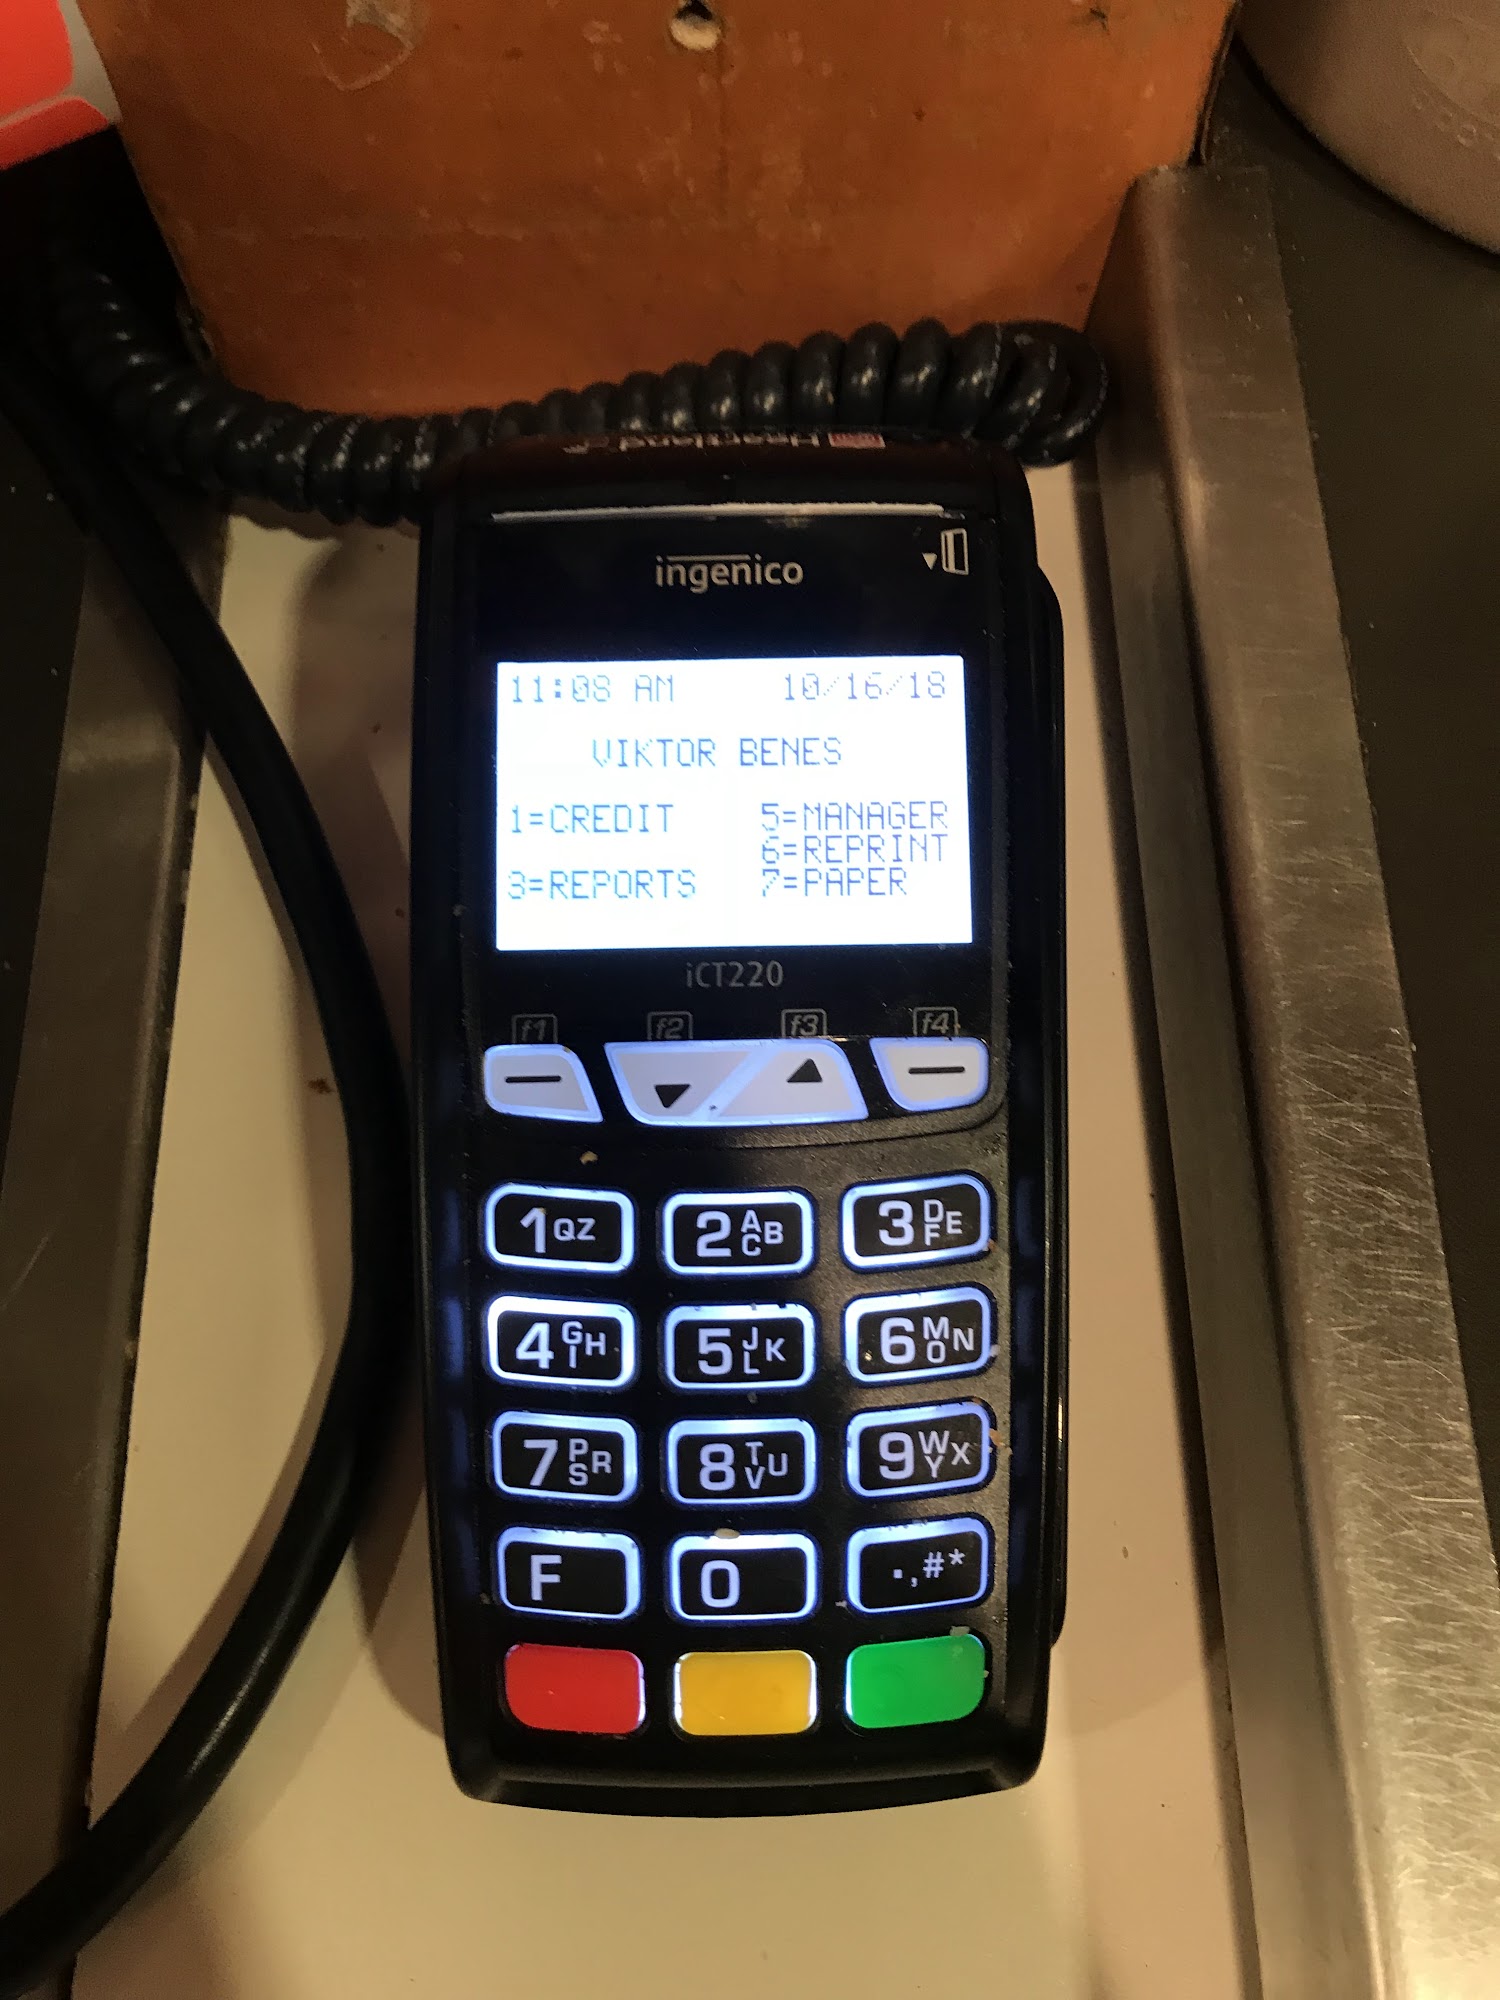 Heartland
ingenico
11:08 AM 10/16/18
VIKTOR BENES
1=CREDIT 5=MANAGER
6=REPRINT
3=REPORTS 7=PAPER
iCT220
f1 f2 f3 f4
1 QZ 2 ABC 3 DEF
4 GHI 5 JKL 6 MNO
7 PRS 8 TUV 9 WXY
F 0 .,#*